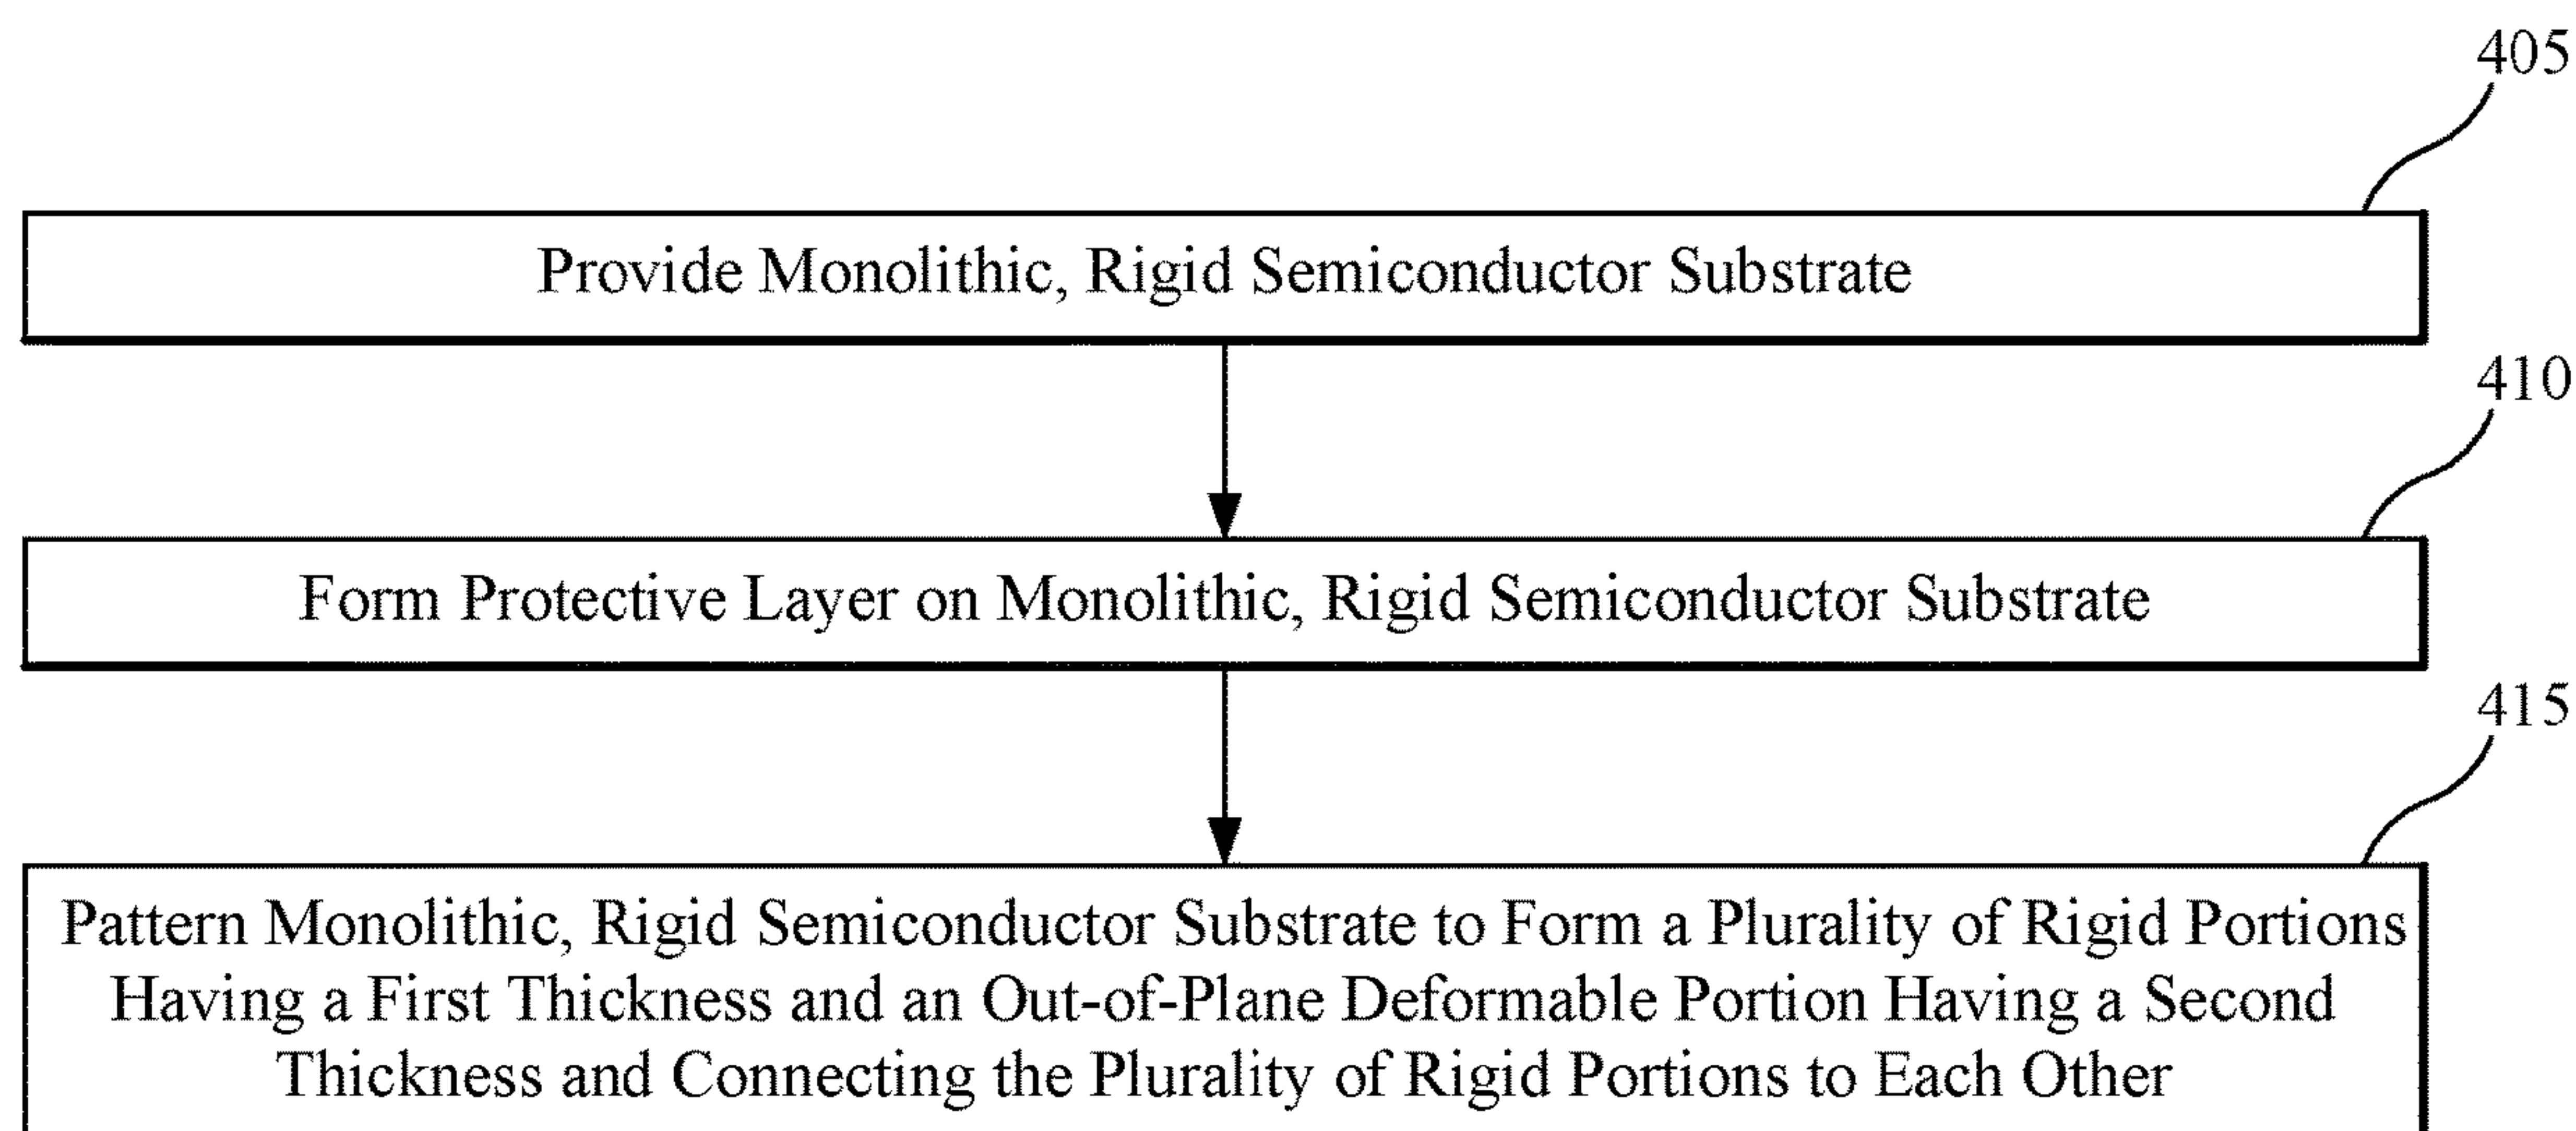 405
Provide Monolithic, Rigid Semiconductor Substrate
410
Form Protective Layer on Monolithic, Rigid Semiconductor Substrate
415
Pattern Monolithic, Rigid Semiconductor Substrate to Form a Plurality of Rigid Portions
Having a First Thickness and an Out-of-Plane Deformable Portion Having a Second
Thickness and Connecting the Plurality of Rigid Portions to Each Other